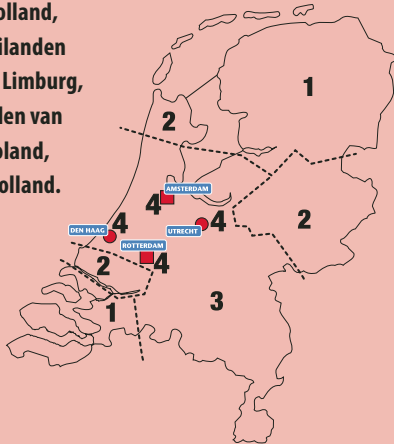 olland,
ilanden
Limburg,
len van
oland,
olland.
1
2
AMSTERDAM
4
DEN HAAG
4
UTRECHT
4
2
ROTTERDAM
4
2
3
1